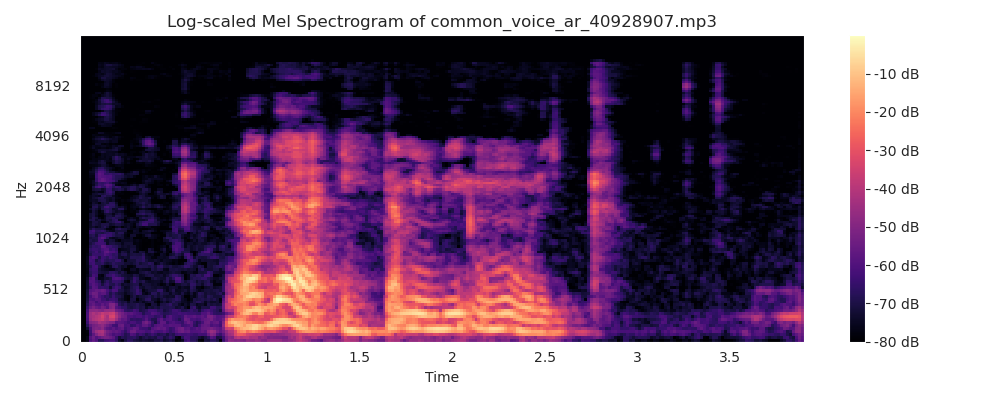 Log-scaled Mel Spectrogram of common_voice_ar_40928907.mp3
8192
4096
2048
1024
512
0
Hz
0 0.5 1 1.5 2 2.5 3 3.5
Time
-10 dB
-20 dB
-30 dB
-40 dB
-50 dB
-60 dB
-70 dB
-80 dB